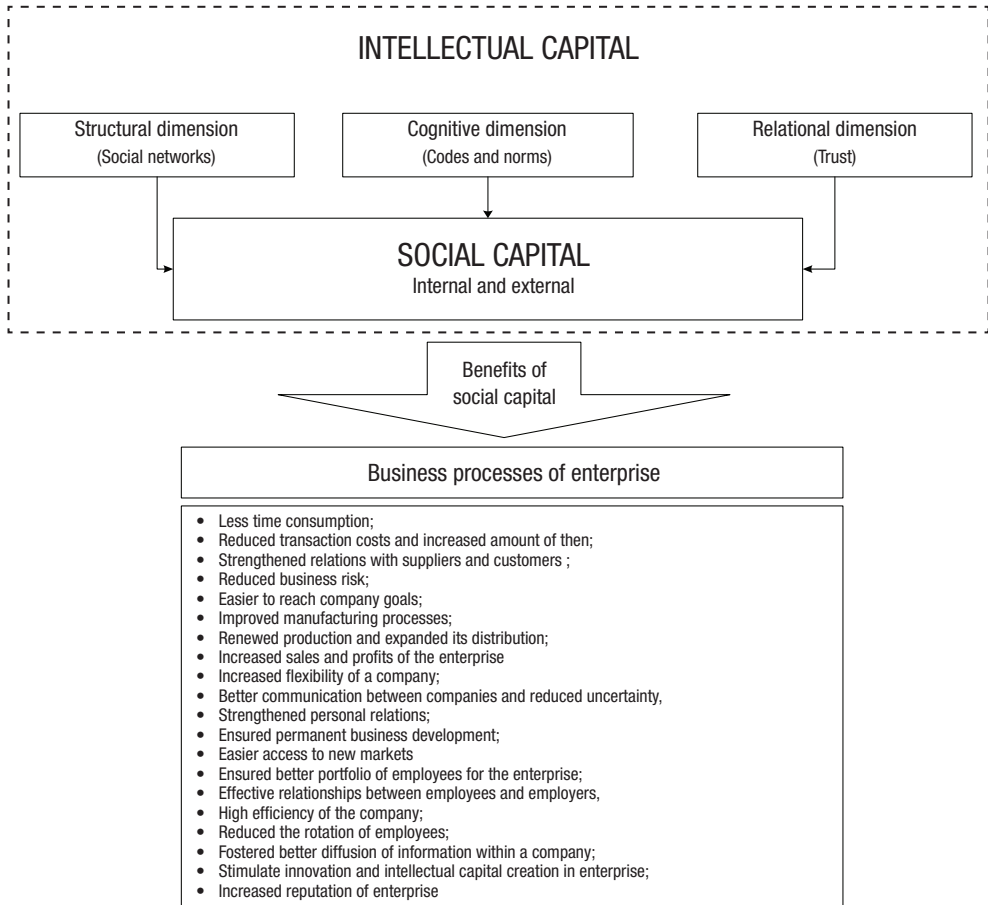 INTELLECTUAL CAPITAL
Structural dimension
(Social networks)
Cognitive dimension
(Codes and norms)
Relational dimension
(Trust)
SOCIAL CAPITAL
Internal and external
Benefits of
social capital
Business processes of enterprise
• Less time consumption;
• Reduced transaction costs and increased amount of then;
• Strengthened relations with suppliers and customers ;
• Reduced business risk;
• Easier to reach company goals;
• Improved manufacturing processes;
• Renewed production and expanded its distribution;
• Increased sales and profits of the enterprise
• Increased flexibility of a company;
• Better communication between companies and reduced uncertainty,
• Strengthened personal relations;
• Ensured permanent business development;
• Easier access to new markets
• Ensured better portfolio of employees for the enterprise;
• Effective relationships between employees and employers,
• High efficiency of the company;
• Reduced the rotation of employees;
• Fostered better diffusion of information within a company;
• Stimulate innovation and intellectual capital creation in enterprise;
• Increased reputation of enterprise